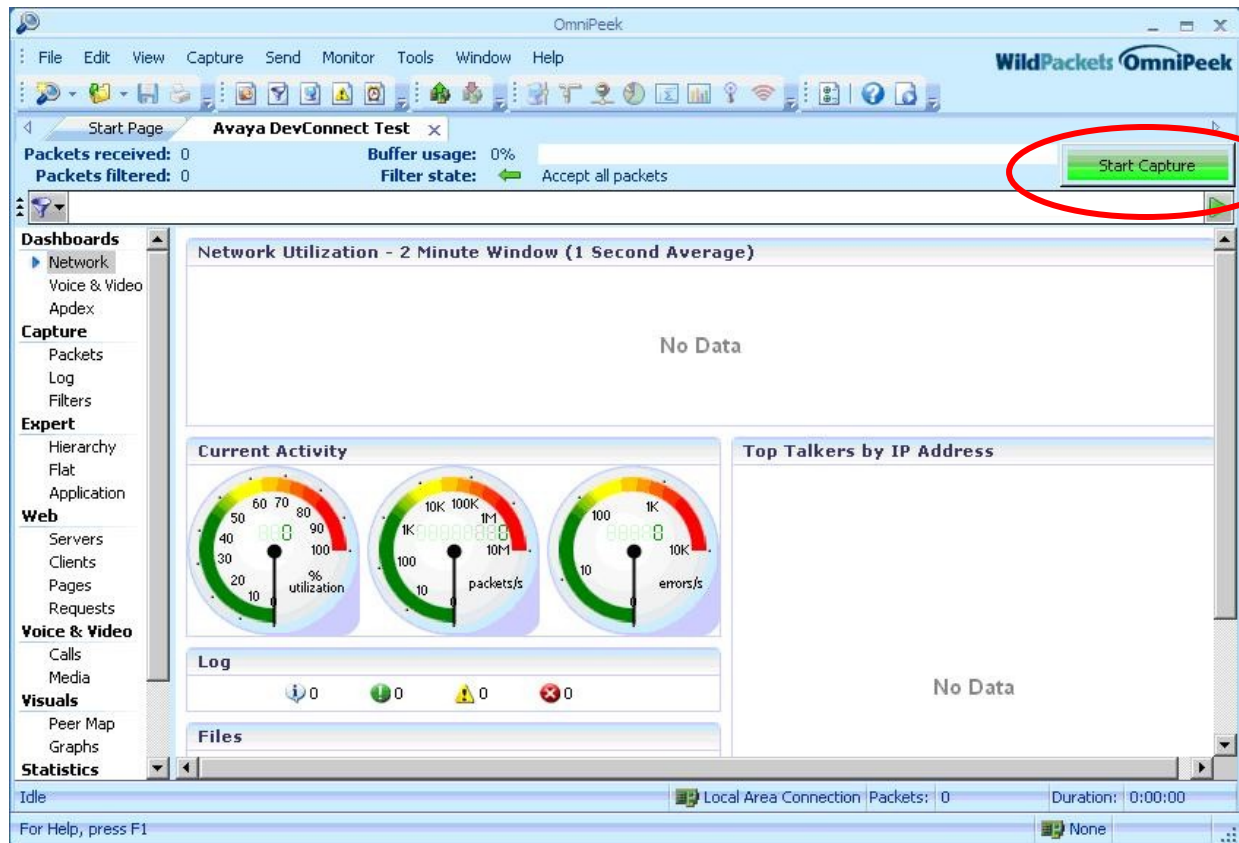 OmniPeek
File Edit View Capture Send Monitor Tools Window Help
WildPackets OmniPeek
Start Page Avaya DevConnect Test
Packets received: 0 Buffer usage: 0%
Start Capture
Packets filtered: 0 Filter state: Accept all packets
Dashboards
Network
Voice & Video
Apdex
Capture
Packets
Log
Filters
Expert
Hierarchy
Flat
Application
Web
Servers
Clients
Pages
Requests
Voice & Video
Calls
Media
Visuals
Peer Map
Graphs
Statistics
Network Utilization - 2 Minute Window (1 Second Average)
No Data
Current Activity
0 10 20 30 40 50 60 70 80 90 100
0
% utilization
0 10 100 1K 10K 100K 1M 10M
0
packets/s
0 10 100 1K 10K
0
errors/s
Top Talkers by IP Address
No Data
Log
0 0 0 0
Files
Idle Local Area Connection Packets: 0 Duration: 0:00:00
For Help, press F1 None